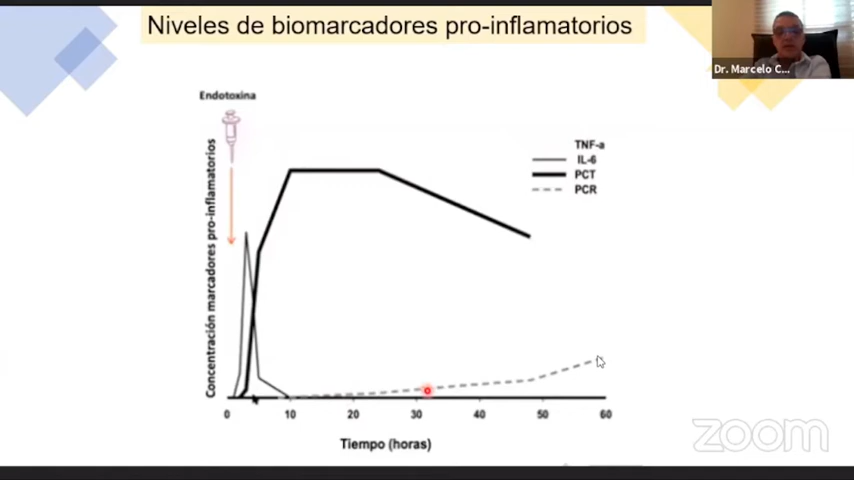 Niveles de biomarcadores pro-inflamatorios
Dr. Marcelo C...
Endotoxina
Concentración marcadores pro-inflamatorios
TNF-a
IL-6
PCT
PCR
0 10 20 30 40 50 60
Tiempo (horas)
zoom